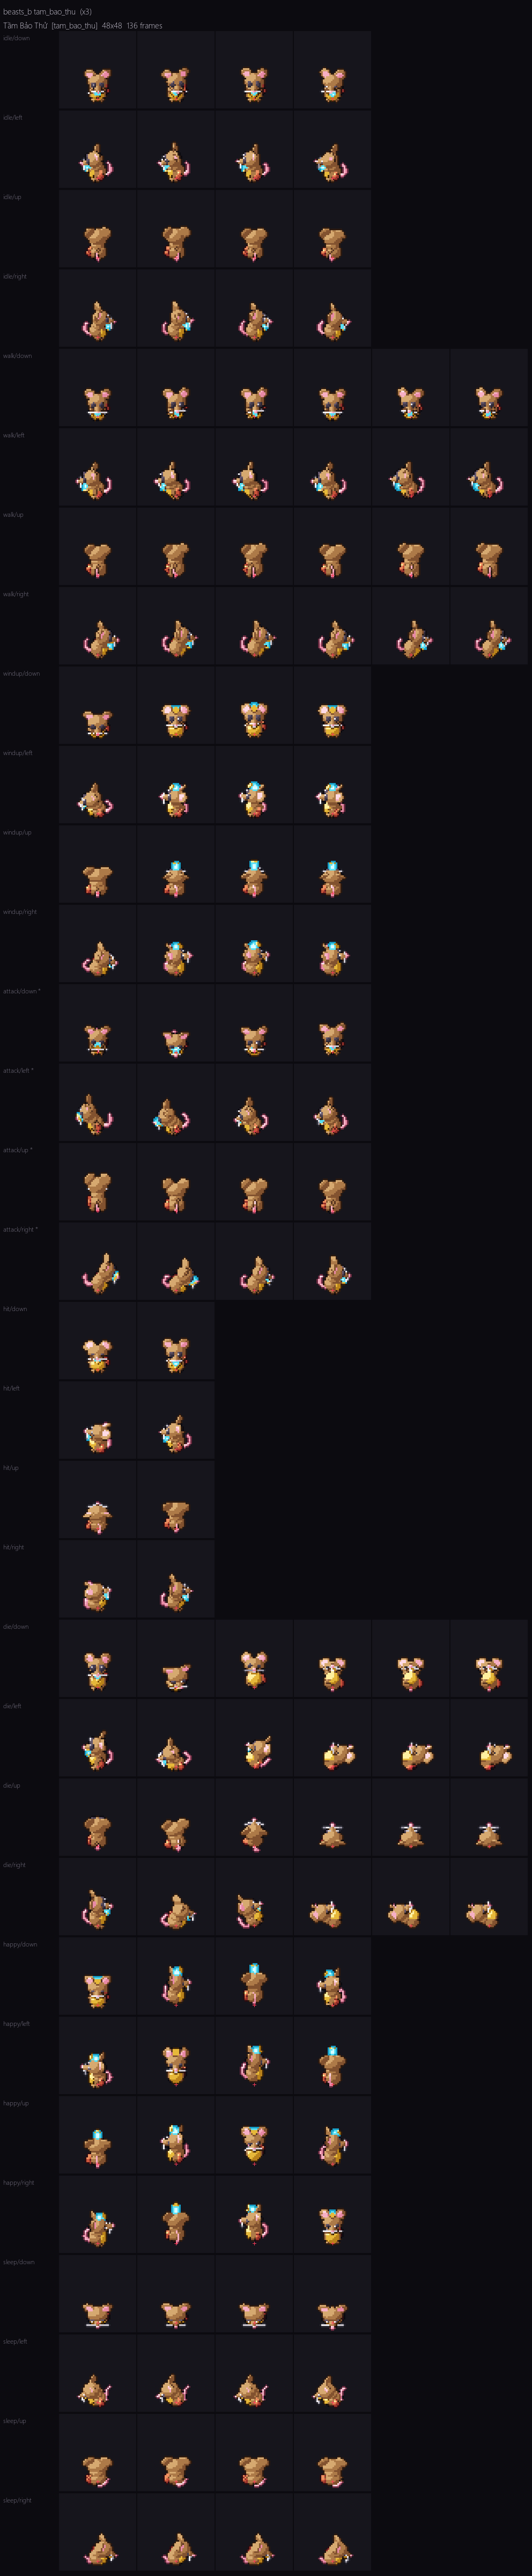 beasts_b tam_bao_thu (x3)
Tầm Bảo Thử [tam_bao_thu] 48x48 136 frames
idle/down
idle/left
idle/up
idle/right
walk/down
walk/left
walk/up
walk/right
windup/down
windup/left
windup/up
windup/right
attack/down *
attack/left *
attack/up *
attack/right *
hit/down
hit/left
hit/up
hit/right
die/down
die/left
die/up
die/right
happy/down
happy/left
happy/up
happy/right
sleep/down
sleep/left
sleep/up
sleep/right